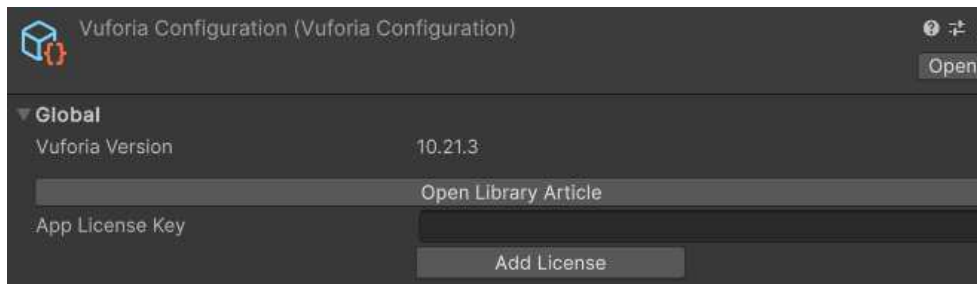 Vuforia Configuration (Vuforia Configuration)
Open
Global
Vuforia Version 10.21.3
Open Library Article
App License Key
Add License